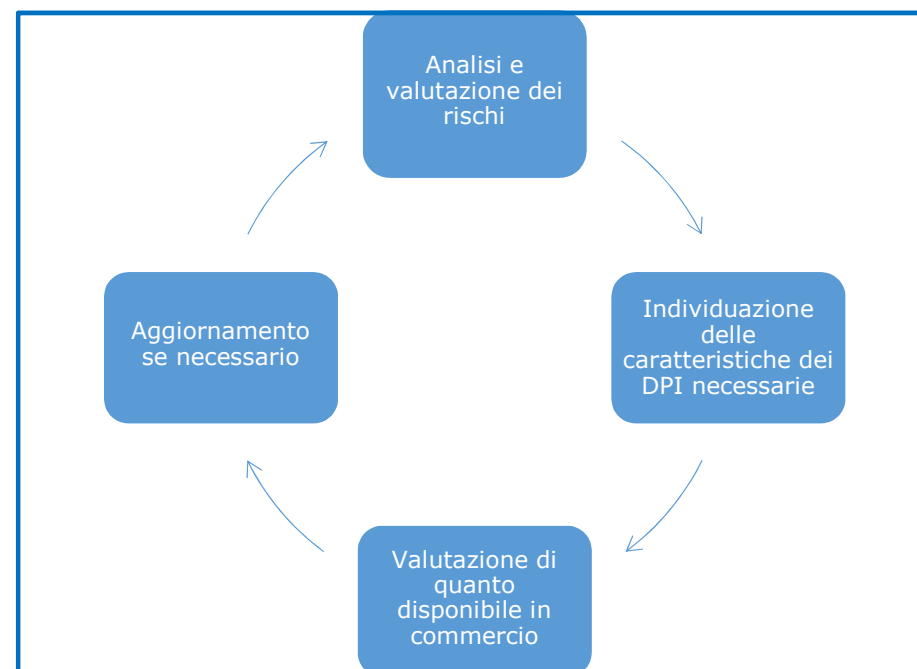 Analisi e
valutazione dei
rischi
Individuazione
delle
caratteristiche dei
DPI necessarie
Valutazione di
quanto
disponibile in
commercio
Aggiornamento
se necessario